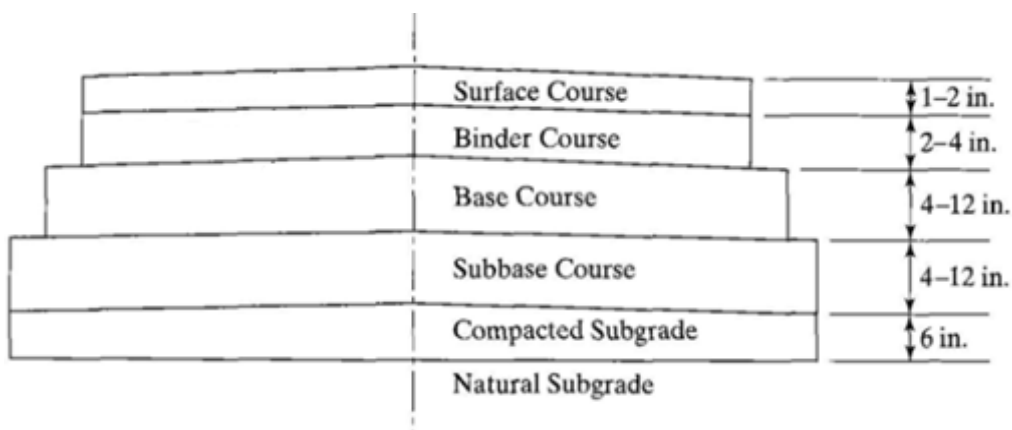 Surface Course
1–2 in.
Binder Course
2–4 in.
Base Course
4–12 in.
Subbase Course
4–12 in.
Compacted Subgrade
6 in.
Natural Subgrade